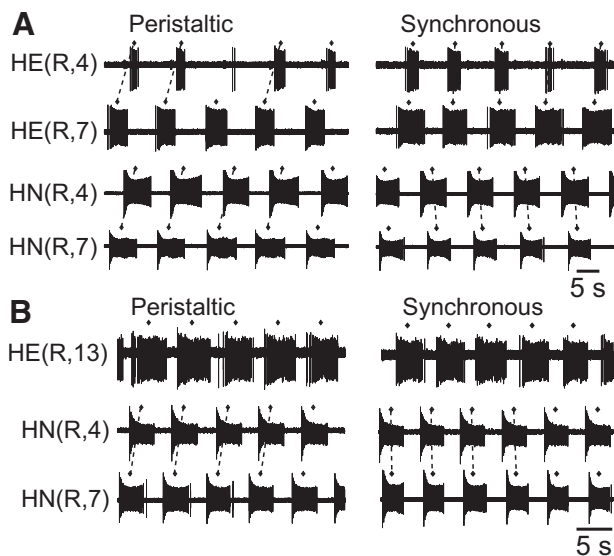 A
Peristaltic Synchronous
HE(R,4)
HE(R,7)
HN(R,4)
HN(R,7)
5 s
B
Peristaltic Synchronous
HE(R,13)
HN(R,4)
HN(R,7)
5 s